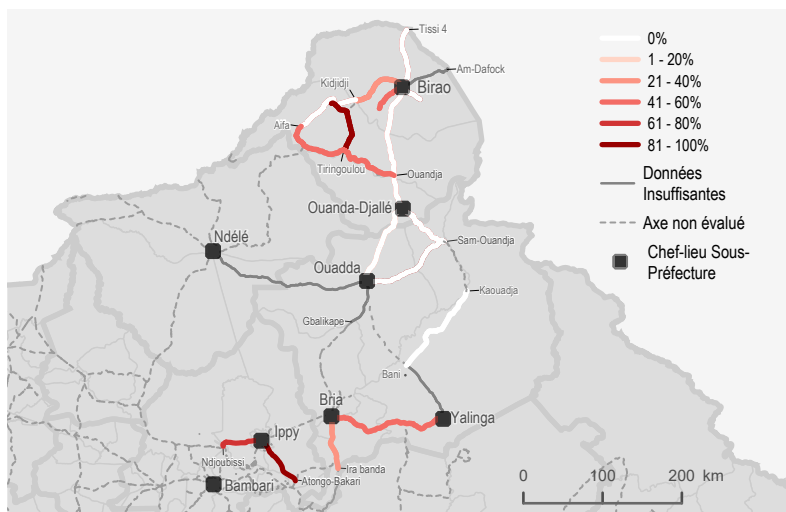 Tissi 4
Am-Dafock
Kidjidji
Birao
Aifa
Tiringoulou
Ouandja
Ouanda-Djallé
Ndélé
Sam-Ouandja
Ouadda
Kaouadja
Gbalikape
Bani
Bria
Yalinga
Ippy
Ndjoubissi
Ira banda
Bambari
Atongo-Bakari
0%
1 - 20%
21 - 40%
41 - 60%
61 - 80%
81 - 100%
Données
Insuffisantes
Axe non évalué
Chef-lieu Sous-
Préfecture
0 100 200 km